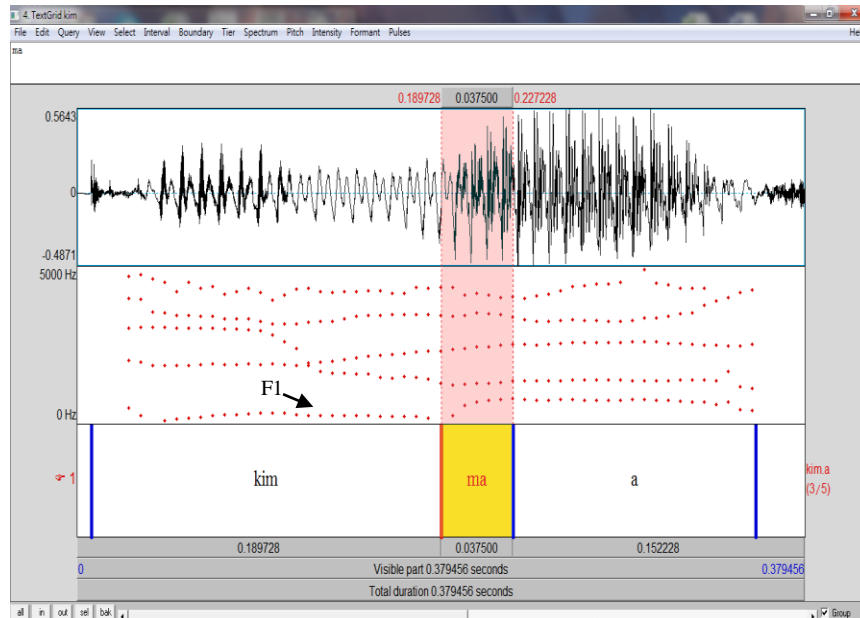 4. TextGrid kim
File Edit Query View Select Interval Boundary Tier Spectrum Pitch Intensity Formant Pulses Hel
ma
0.189728 0.037500 0.227228
0.5643
0
-0.4871
5000 Hz
F1
0 Hz
1 kim ma a kim.a
(3/5)
0.189728 0.037500 0.152228
0 Visible part 0.379456 seconds 0.379456
Total duration 0.379456 seconds
all in out sel bak Group